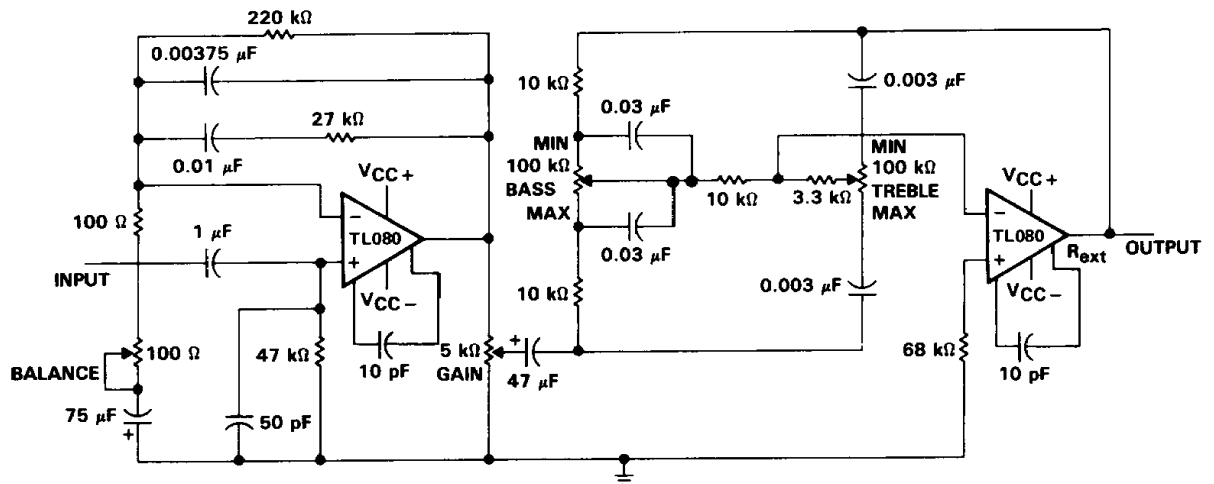 220 kΩ
0.00375 μF
27 kΩ
0.01 μF
100 Ω
1 μF
INPUT
VCC+
−
TL080
+
VCC−
10 pF
100 Ω
BALANCE
75 μF
+
47 kΩ
50 pF
5 kΩ
GAIN
+
47 μF
10 kΩ
0.03 μF
MIN
100 kΩ
BASS
MAX
0.03 μF
10 kΩ
10 kΩ
3.3 kΩ
0.003 μF
MIN
100 kΩ
TREBLE
MAX
0.003 μF
VCC+
−
TL080
+
Rext
VCC−
OUTPUT
68 kΩ
10 pF